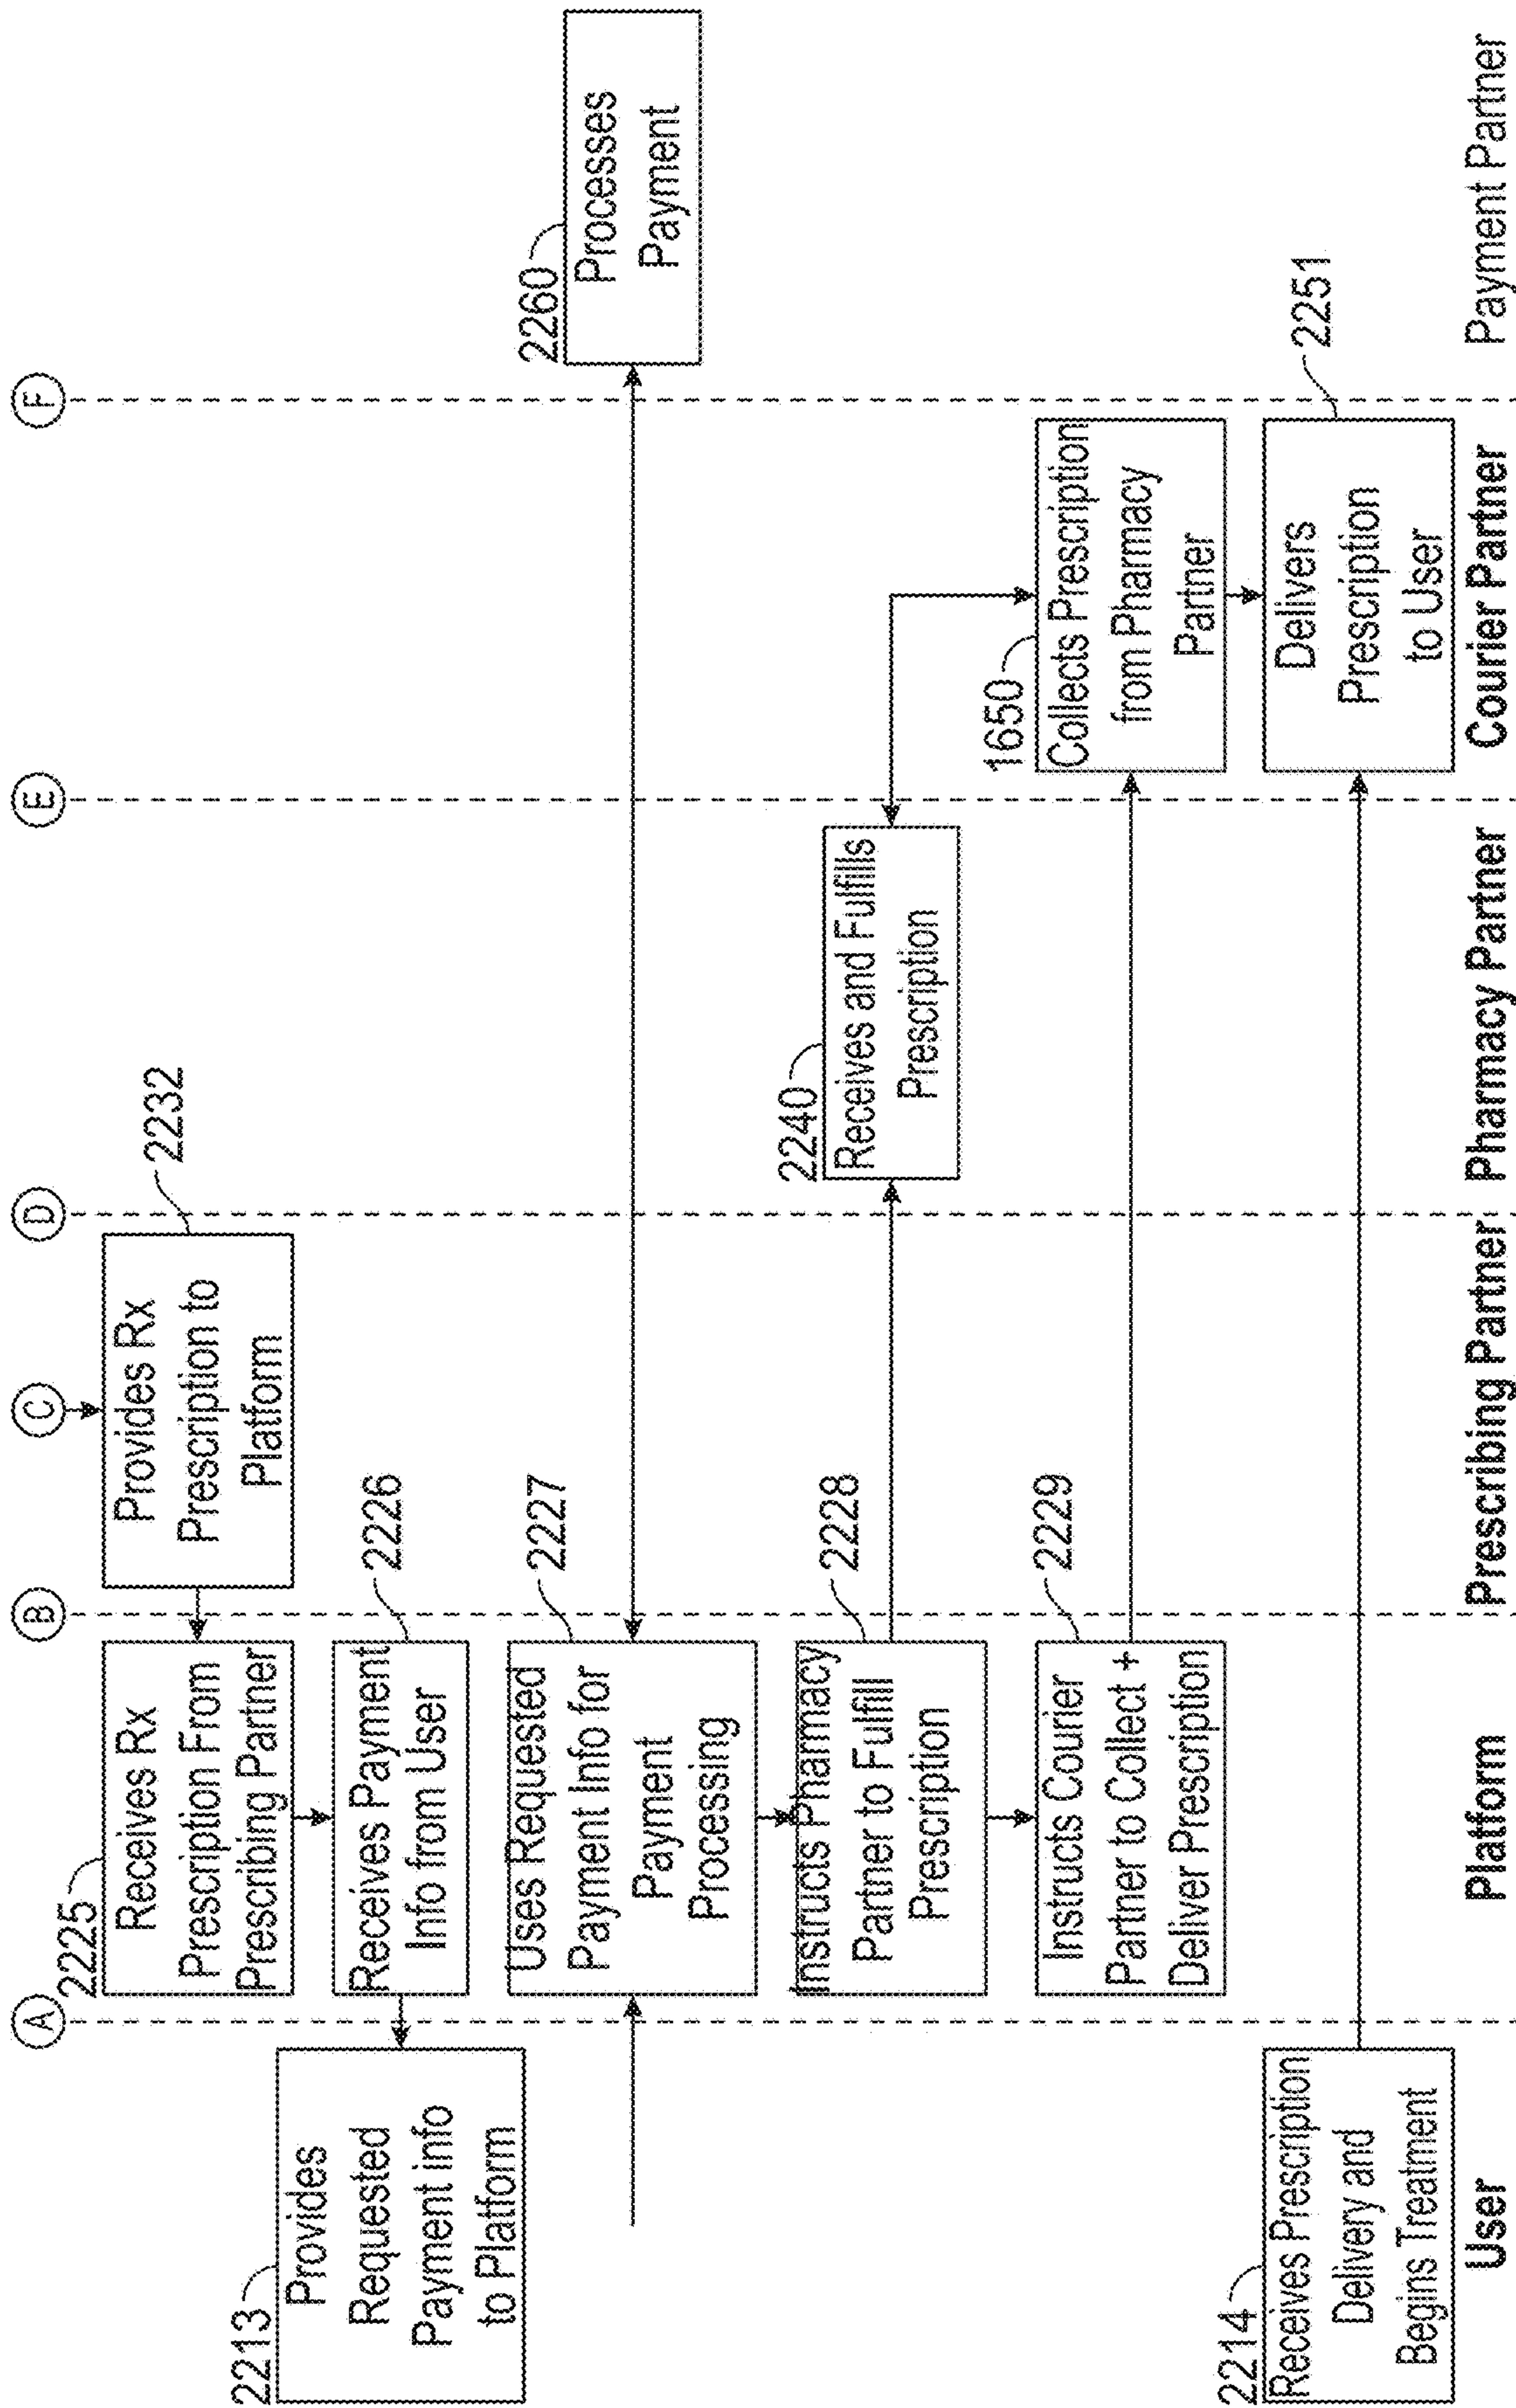 A
B
C
D
E
F
2225
Receives Rx
Prescription From
Prescribing Partner
Provides Rx
Prescription to
Platform
2232
2213
Provides
Requested
Payment info
to Platform
Receives Payment
Info from User
2226
Uses Requested
Payment Info for
Payment
Processing
2227
2260
Processes
Payment
Instructs Pharmacy
Partner to Fulfill
Prescription
2228
2240
Receives and Fulfills
Prescription
Instructs Courier
Partner to Collect +
Deliver Prescription
2229
1650
Collects Prescription
from Pharmacy
Partner
2214
Receives Prescription
Delivery and
Begins Treatment
Delivers
Prescription
to User
2251
User
Platform
Prescribing Partner
Pharmacy Partner
Courier Partner
Payment Partner